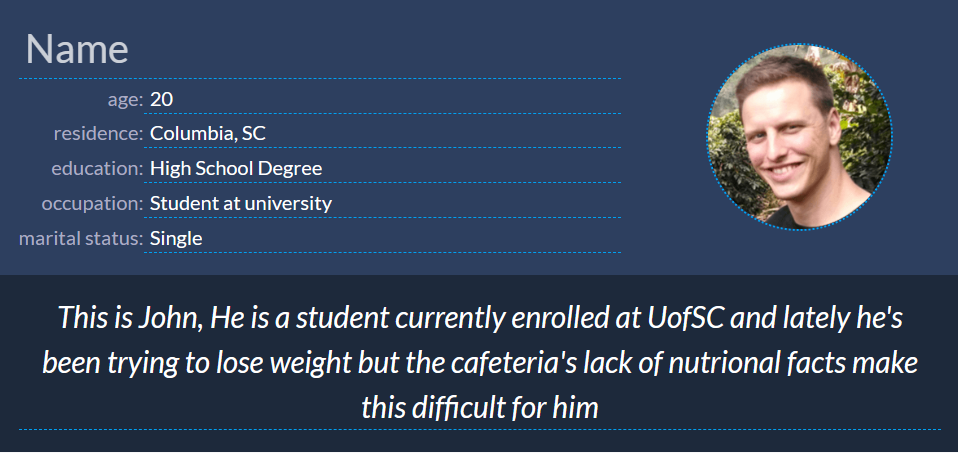 Name
age: 20
residence: Columbia, SC
education: High School Degree
occupation: Student at university
marital status: Single
This is John, He is a student currently enrolled at UofSC and lately he's
been trying to lose weight but the cafeteria's lack of nutrional facts make
this difficult for him